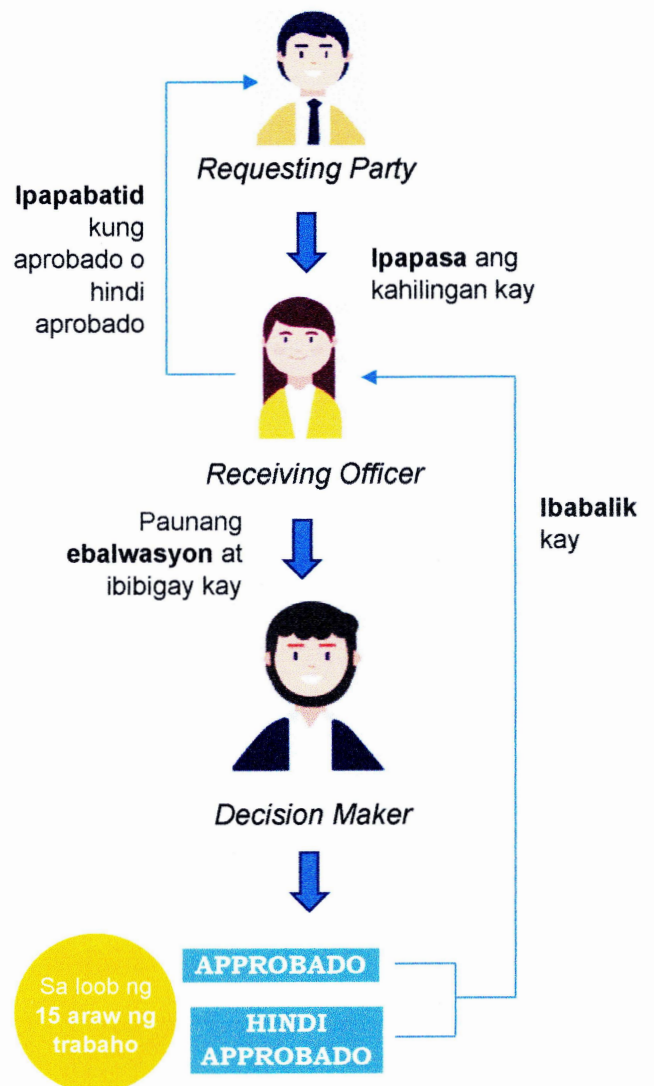 Requesting Party
Ipapabatid
kung
aprobado o
hindi
aprobado
Ipapasa ang
kahilingan kay
Receiving Officer
Paunang
ebalwasyon at
ibibigay kay
Ibabalik
kay
Decision Maker
Sa loob ng
15 araw ng
trabaho
APPROBADO
HINDI
APPROBADO